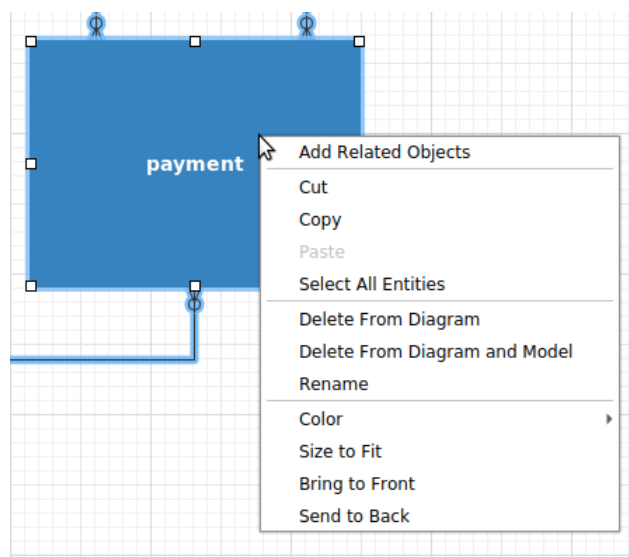 payment
Add Related Objects
Cut
Copy
Paste
Select All Entities
Delete From Diagram
Delete From Diagram and Model
Rename
Color
Size to Fit
Bring to Front
Send to Back